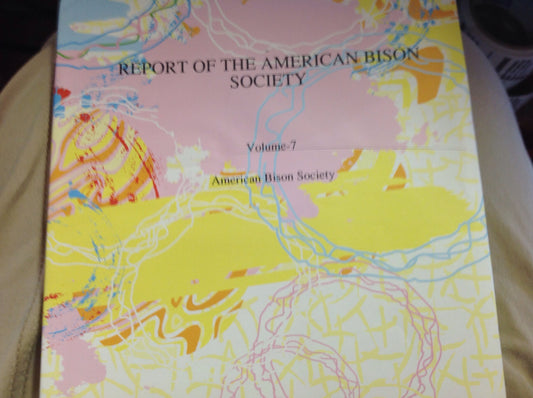 REPORT OF THE AMERICAN BISON
SOCIETY
Volume-7
American Bison Society